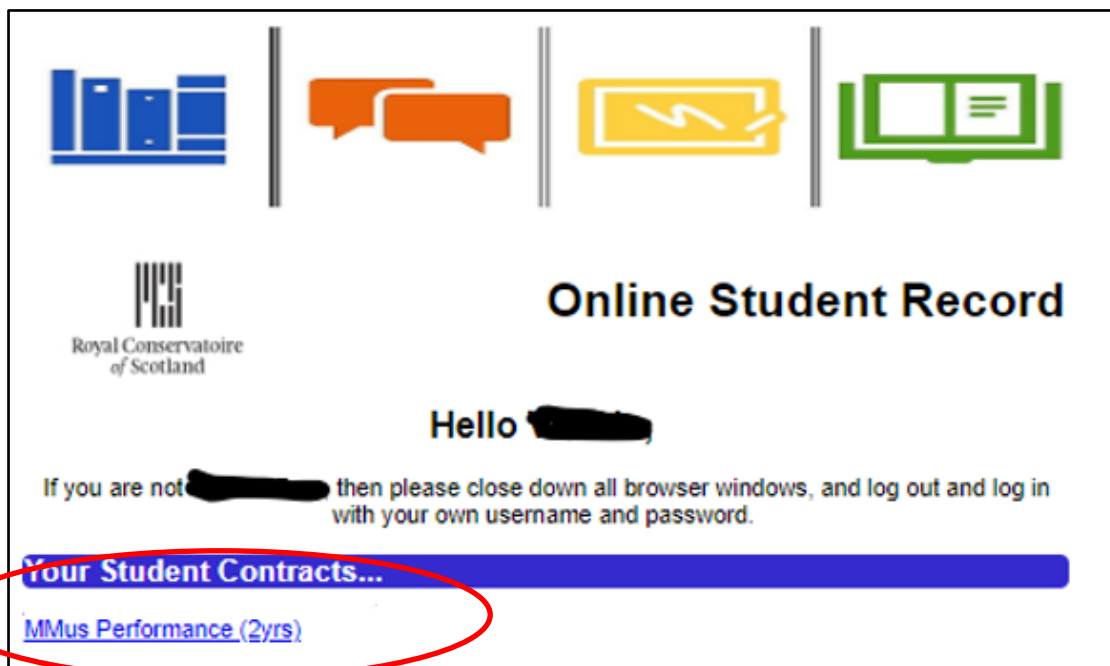 Royal Conservatoire
of Scotland
Online Student Record
Hello
If you are not then please close down all browser windows, and log out and log in
with your own username and password.
Your Student Contracts...
MMus Performance (2yrs)